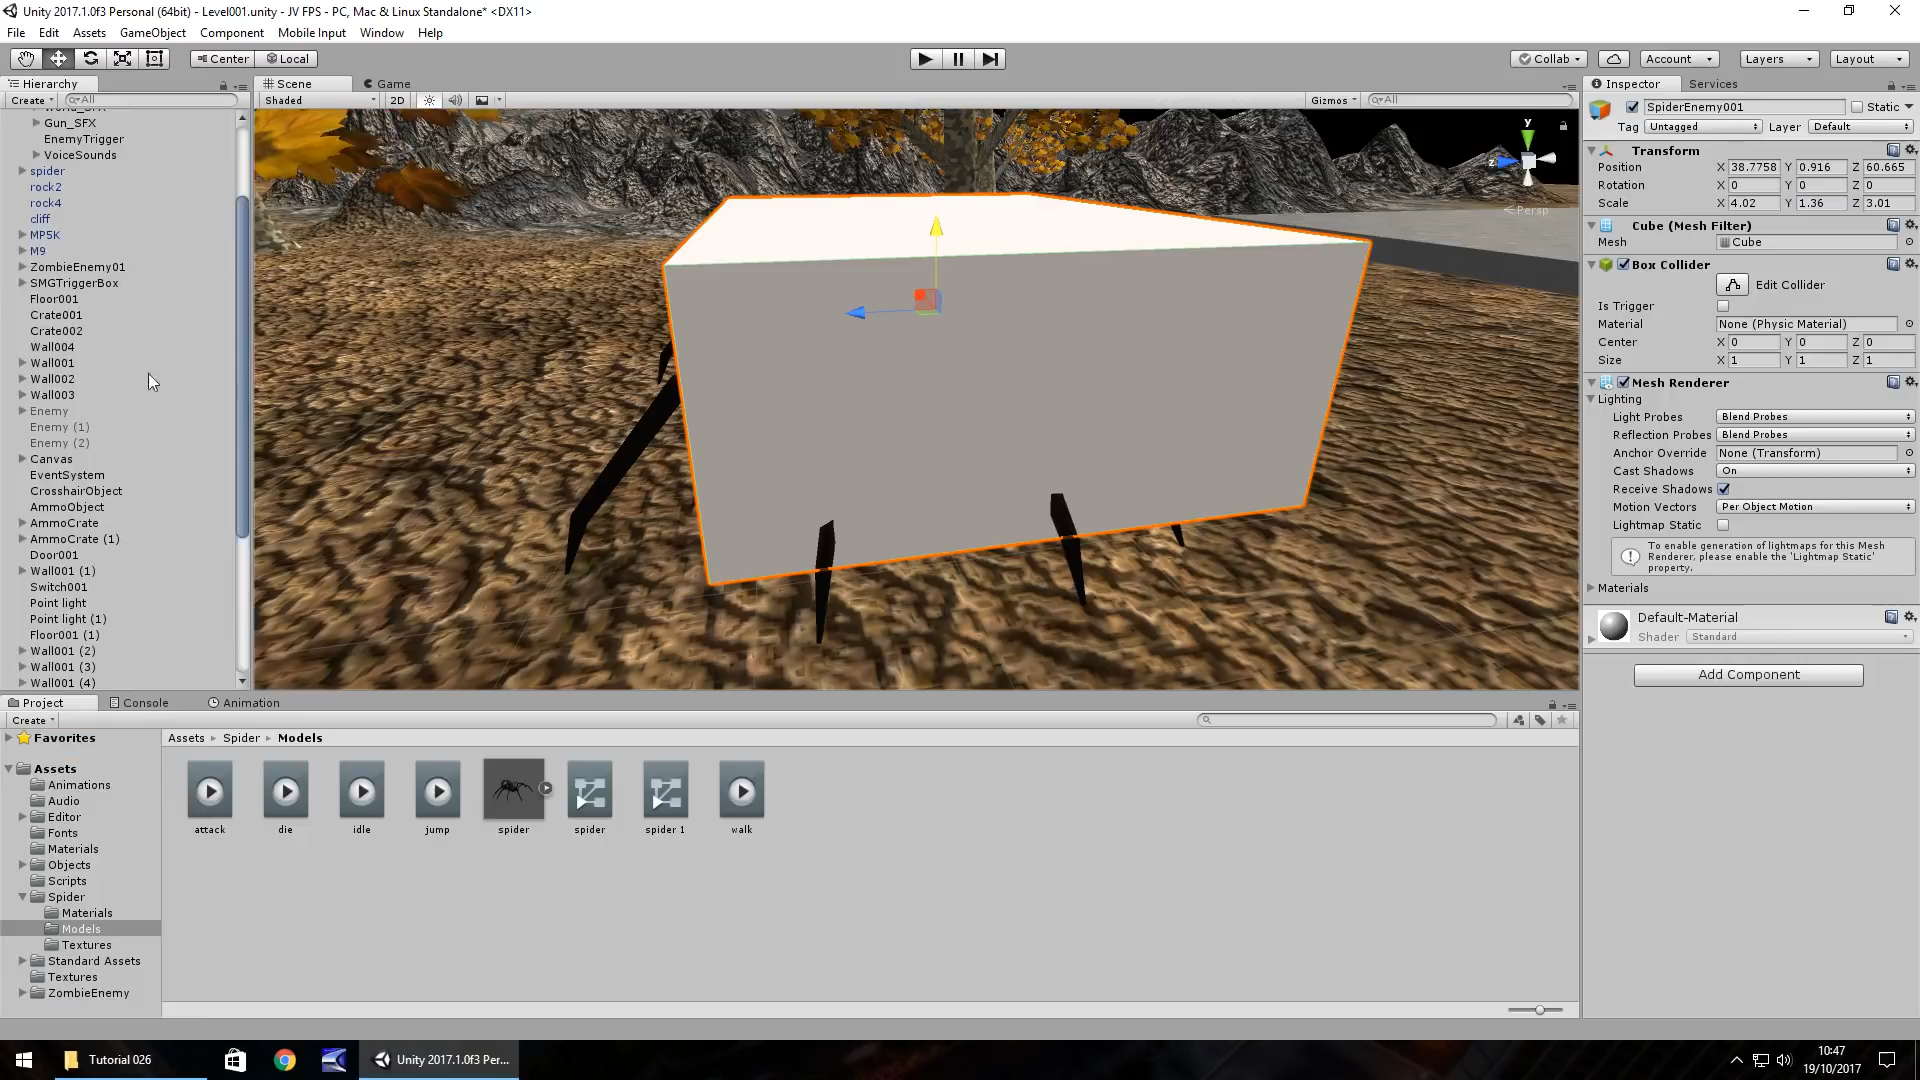 Unity 2017.1.0f3 Personal (64bit) - Level001.unity - JV FPS - PC, Mac & Linux Standalone* <DX11>
File Edit Assets GameObject Component Mobile Input Window Help
Center Local
Collab Account Layers Layout
Hierarchy
Create All
Gun_SFX
EnemyTrigger
VoiceSounds
spider
rock2
rock4
cliff
MP5K
M9
ZombieEnemy01
SMGTriggerBox
Floor001
Crate001
Crate002
Wall004
Wall001
Wall002
Wall003
Enemy
Enemy (1)
Enemy (2)
Canvas
EventSystem
CrosshairObject
AmmoObject
AmmoCrate
AmmoCrate (1)
Door001
Wall001 (1)
Switch001
Point light
Point light (1)
Floor001 (1)
Wall001 (2)
Wall001 (3)
Wall001 (4)
Scene Game
Shaded 2D Gizmos All
y
z
Persp
Inspector Services
SpiderEnemy001 Static
Tag Untagged Layer Default
Transform
Position X 38.7758 Y 0.916 Z 60.665
Rotation X 0 Y 0 Z 0
Scale X 4.02 Y 1.36 Z 3.01
Cube (Mesh Filter)
Mesh Cube
Box Collider
Edit Collider
Is Trigger
Material None (Physic Material)
Center X 0 Y 0 Z 0
Size X 1 Y 1 Z 1
Mesh Renderer
Lighting
Light Probes Blend Probes
Reflection Probes Blend Probes
Anchor Override None (Transform)
Cast Shadows On
Receive Shadows
Motion Vectors Per Object Motion
Lightmap Static
To enable generation of lightmaps for this Mesh
Renderer, please enable the 'Lightmap Static'
property.
Materials
Default-Material
Shader Standard
Add Component
Project Console Animation
Create
Favorites
Assets
Animations
Audio
Editor
Fonts
Materials
Objects
Scripts
Spider
Materials
Models
Textures
Standard Assets
Textures
ZombieEnemy
Assets Spider Models
attack die idle jump spider spider spider 1 walk
Tutorial 026
Unity 2017.1.0f3 Per...
10:47
19/10/2017